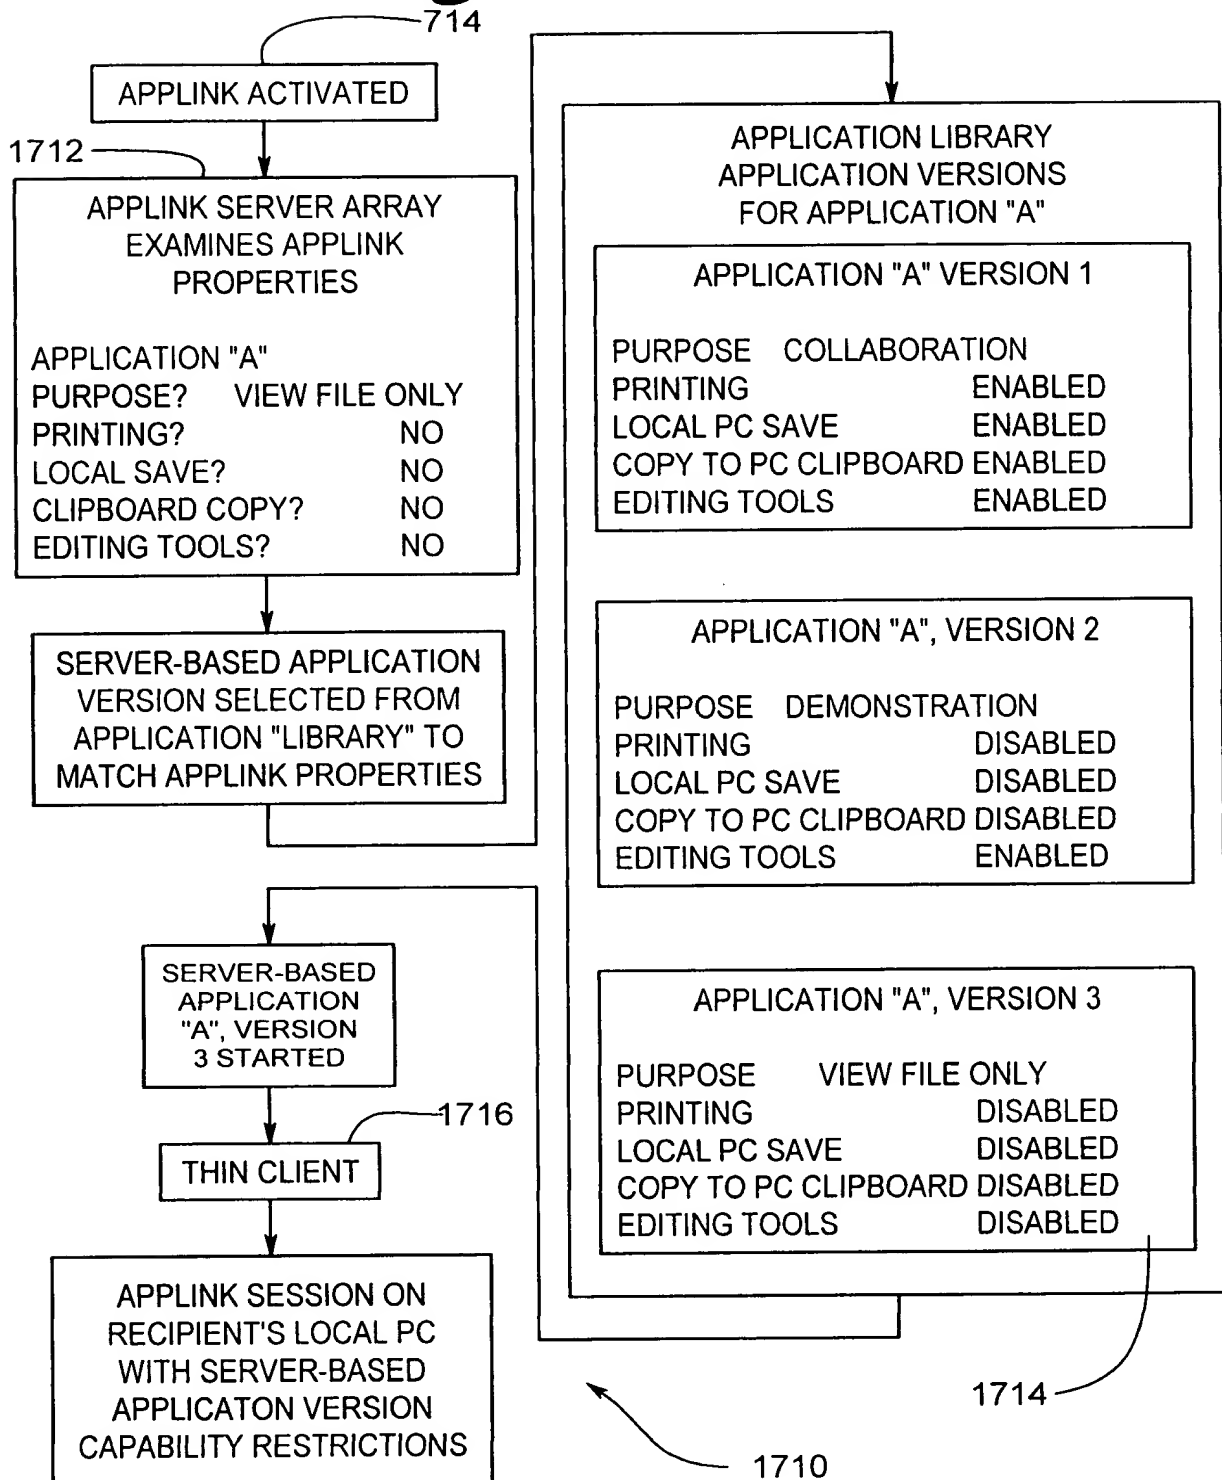 714
APPLINK ACTIVATED
1712
APPLINK SERVER ARRAY
EXAMINES APPLINK
PROPERTIES
APPLICATION "A"
PURPOSE? VIEW FILE ONLY
PRINTING? NO
LOCAL SAVE? NO
CLIPBOARD COPY? NO
EDITING TOOLS? NO
SERVER-BASED APPLICATION
VERSION SELECTED FROM
APPLICATION "LIBRARY" TO
MATCH APPLINK PROPERTIES
APPLICATION LIBRARY
APPLICATION VERSIONS
FOR APPLICATION "A"
APPLICATION "A" VERSION 1
PURPOSE COLLABORATION
PRINTING ENABLED
LOCAL PC SAVE ENABLED
COPY TO PC CLIPBOARD ENABLED
EDITING TOOLS ENABLED
APPLICATION "A", VERSION 2
PURPOSE DEMONSTRATION
PRINTING DISABLED
LOCAL PC SAVE DISABLED
COPY TO PC CLIPBOARD DISABLED
EDITING TOOLS ENABLED
APPLICATION "A", VERSION 3
PURPOSE VIEW FILE ONLY
PRINTING DISABLED
LOCAL PC SAVE DISABLED
COPY TO PC CLIPBOARD DISABLED
EDITING TOOLS DISABLED
1714
SERVER-BASED
APPLICATION
"A", VERSION
3 STARTED
1716
THIN CLIENT
APPLINK SESSION ON
RECIPIENT'S LOCAL PC
WITH SERVER-BASED
APPLICATON VERSION
CAPABILITY RESTRICTIONS
1710